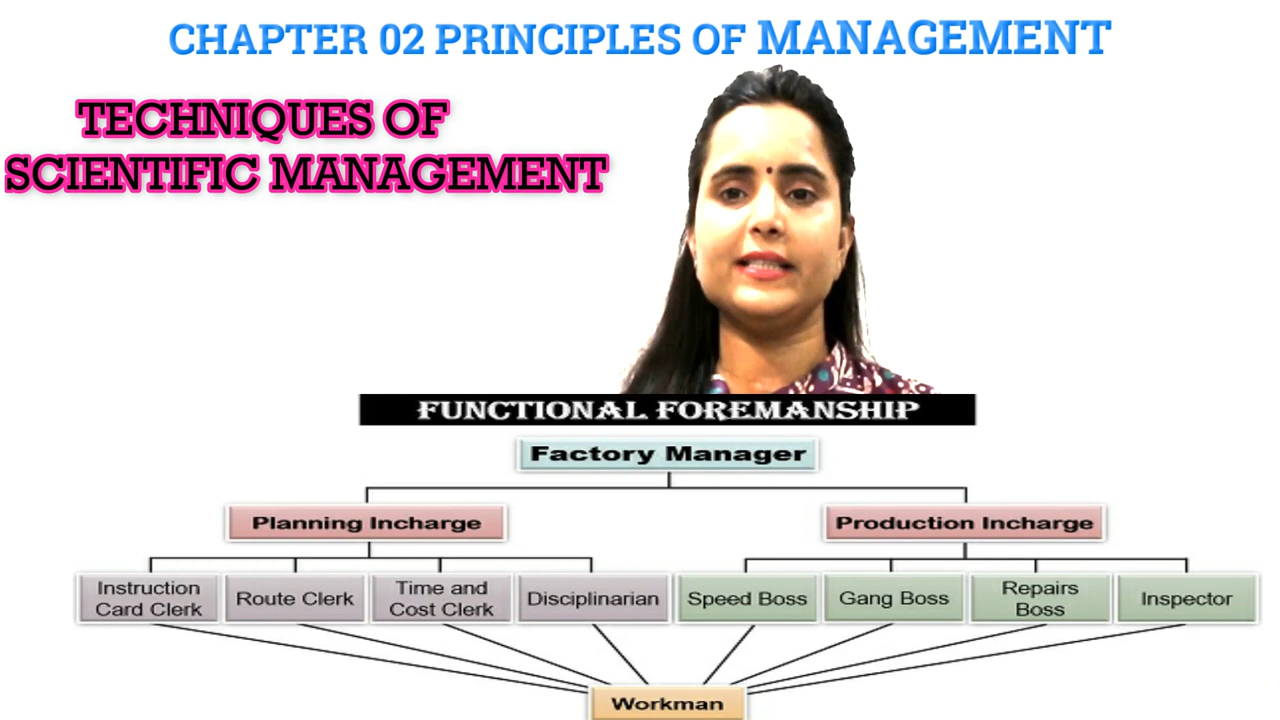 CHAPTER 02 PRINCIPLES OF MANAGEMENT
TECHNIQUES OF
SCIENTIFIC MANAGEMENT
FUNCTIONAL FOREMANSHIP
Factory Manager
Planning Incharge
Production Incharge
Instruction
Card Clerk
Route Clerk
Time and
Cost Clerk
Disciplinarian
Speed Boss
Gang Boss
Repairs
Boss
Inspector
Workman